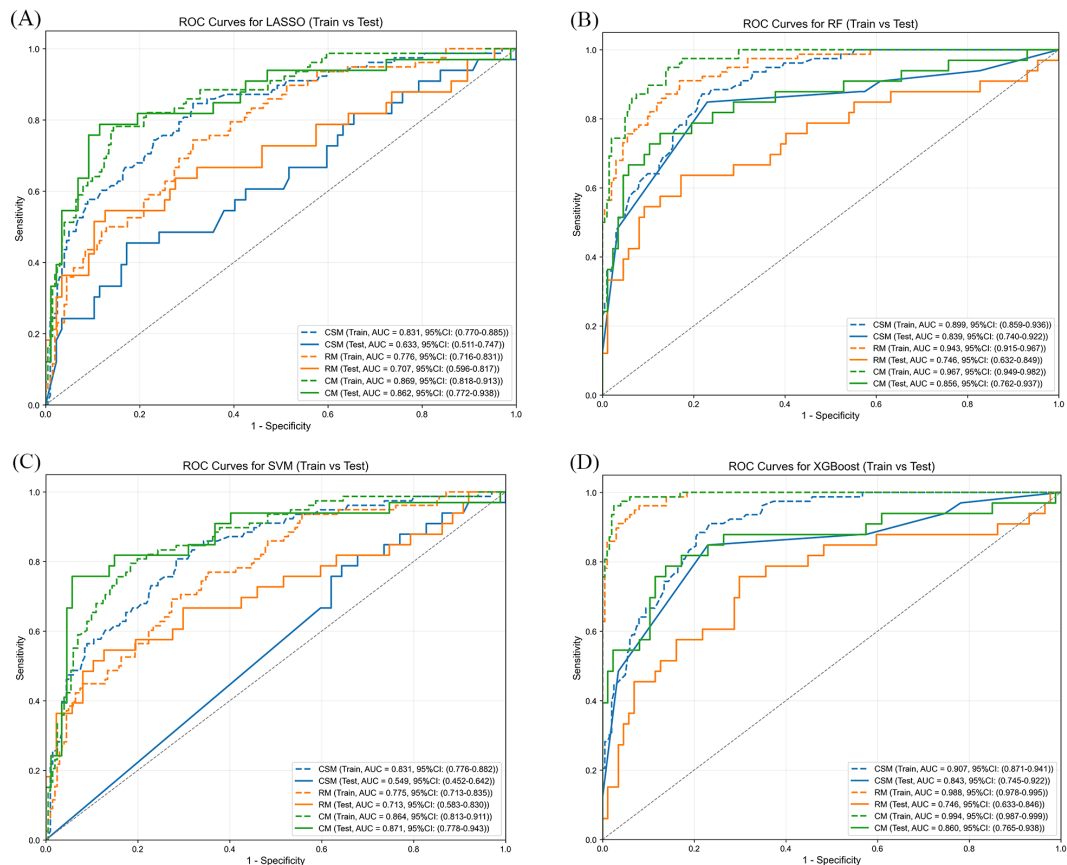 (A)
ROC Curves for LASSO (Train vs Test)
1.0
0.8
0.6
0.4
0.2
0.0
Sensitivity
0.0 0.2 0.4 0.6 0.8 1.0
1 - Specificity
CSM (Train, AUC = 0.831, 95%CI: (0.770-0.885))
CSM (Test, AUC = 0.633, 95%CI: (0.511-0.747))
RM (Train, AUC = 0.776, 95%CI: (0.716-0.831))
RM (Test, AUC = 0.707, 95%CI: (0.596-0.817))
CM (Train, AUC = 0.869, 95%CI: (0.818-0.913))
CM (Test, AUC = 0.862, 95%CI: (0.772-0.938))
(B)
ROC Curves for RF (Train vs Test)
1.0
0.8
0.6
0.4
0.2
0.0
Sensitivity
0.0 0.2 0.4 0.6 0.8 1.0
1 - Specificity
CSM (Train, AUC = 0.899, 95%CI: (0.859-0.936))
CSM (Test, AUC = 0.839, 95%CI: (0.740-0.922))
RM (Train, AUC = 0.943, 95%CI: (0.915-0.967))
RM (Test, AUC = 0.746, 95%CI: (0.632-0.849))
CM (Train, AUC = 0.967, 95%CI: (0.949-0.982))
CM (Test, AUC = 0.856, 95%CI: (0.762-0.937))
(C)
ROC Curves for SVM (Train vs Test)
1.0
0.8
0.6
0.4
0.2
0.0
Sensitivity
0.0 0.2 0.4 0.6 0.8 1.0
1 - Specificity
CSM (Train, AUC = 0.831, 95%CI: (0.776-0.882))
CSM (Test, AUC = 0.549, 95%CI: (0.452-0.642))
RM (Train, AUC = 0.775, 95%CI: (0.713-0.835))
RM (Test, AUC = 0.713, 95%CI: (0.583-0.830))
CM (Train, AUC = 0.864, 95%CI: (0.813-0.911))
CM (Test, AUC = 0.871, 95%CI: (0.778-0.943))
(D)
ROC Curves for XGBoost (Train vs Test)
1.0
0.8
0.6
0.4
0.2
0.0
Sensitivity
0.0 0.2 0.4 0.6 0.8 1.0
1 - Specificity
CSM (Train, AUC = 0.907, 95%CI: (0.871-0.941))
CSM (Test, AUC = 0.843, 95%CI: (0.745-0.922))
RM (Train, AUC = 0.988, 95%CI: (0.978-0.995))
RM (Test, AUC = 0.746, 95%CI: (0.633-0.846))
CM (Train, AUC = 0.994, 95%CI: (0.987-0.999))
CM (Test, AUC = 0.860, 95%CI: (0.765-0.938))